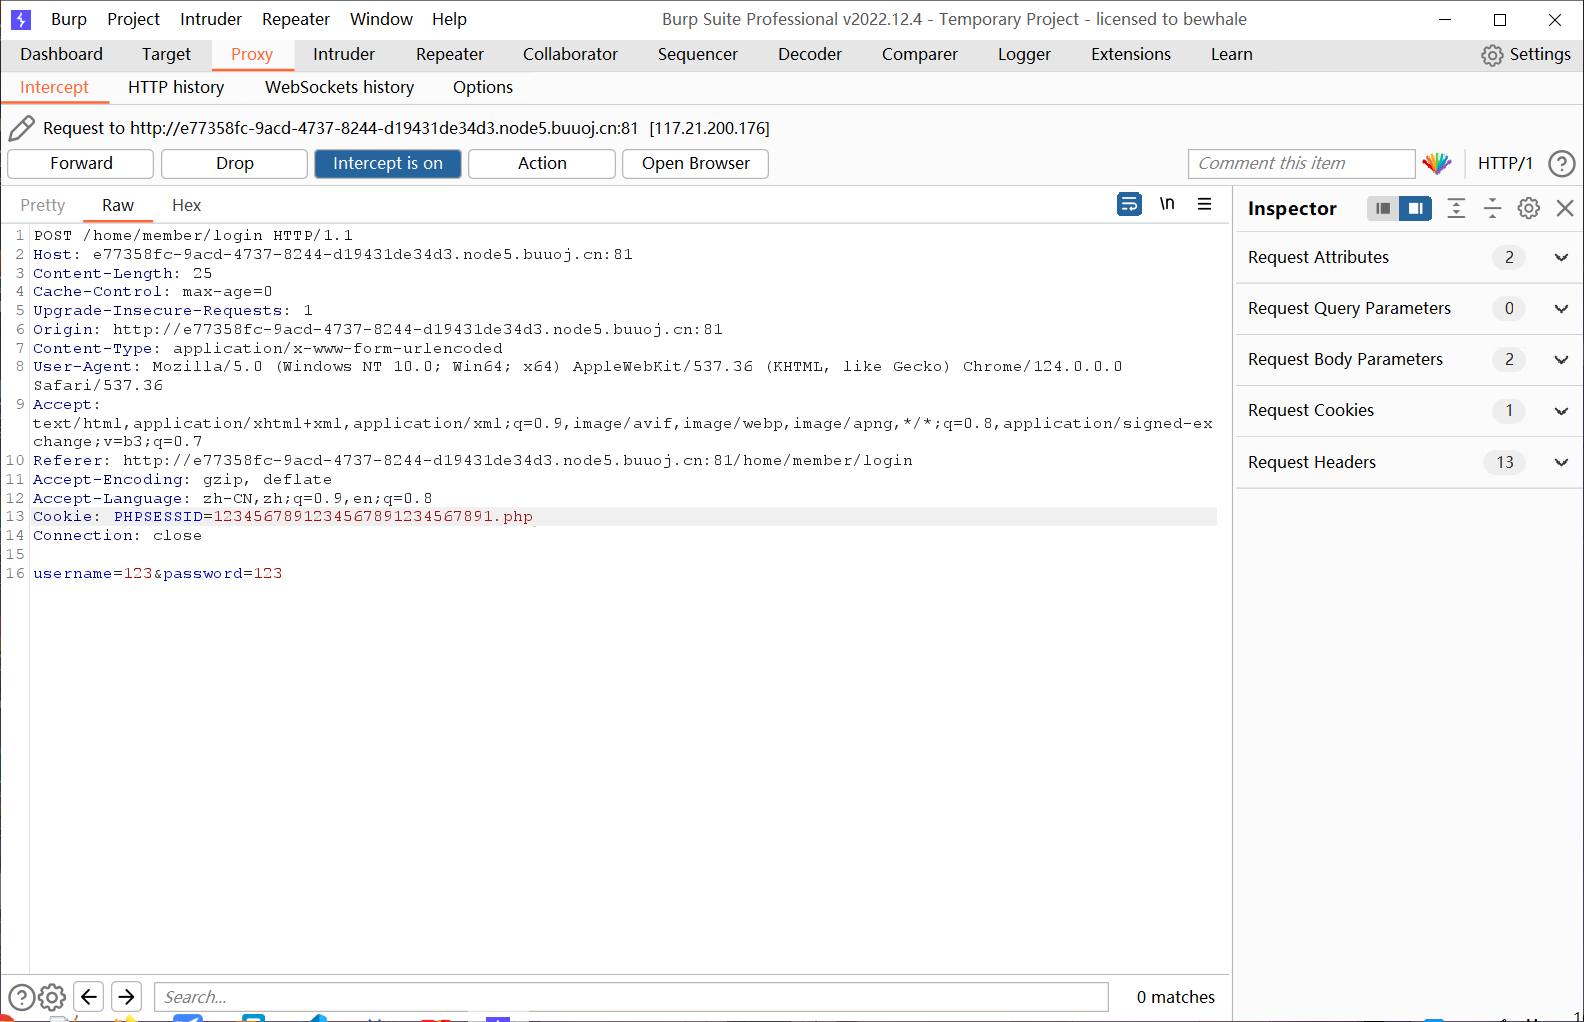 Burp Project Intruder Repeater Window Help Burp Suite Professional v2022.12.4 - Temporary Project - licensed to bewhale
Dashboard Target Proxy Intruder Repeater Collaborator Sequencer Decoder Comparer Logger Extensions Learn Settings
Intercept HTTP history WebSockets history Options
Request to http://e77358fc-9acd-4737-8244-d19431de34d3.node5.buuoj.cn:81 [117.21.200.176]
Forward Drop Intercept is on Action Open Browser Comment this item HTTP/1 ?
Pretty Raw Hex \n Inspector
1 POST /home/member/login HTTP/1.1
2 Host: e77358fc-9acd-4737-8244-d19431de34d3.node5.buuoj.cn:81
3 Content-Length: 25
4 Cache-Control: max-age=0
5 Upgrade-Insecure-Requests: 1
6 Origin: http://e77358fc-9acd-4737-8244-d19431de34d3.node5.buuoj.cn:81
7 Content-Type: application/x-www-form-urlencoded
8 User-Agent: Mozilla/5.0 (Windows NT 10.0; Win64; x64) AppleWebKit/537.36 (KHTML, like Gecko) Chrome/124.0.0.0
Safari/537.36
9 Accept:
text/html,application/xhtml+xml,application/xml;q=0.9,image/avif,image/webp,image/apng,*/*;q=0.8,application/signed-ex
change;v=b3;q=0.7
10 Referer: http://e77358fc-9acd-4737-8244-d19431de34d3.node5.buuoj.cn:81/home/member/login
11 Accept-Encoding: gzip, deflate
12 Accept-Language: zh-CN,zh;q=0.9,en;q=0.8
13 Cookie: PHPSESSID=1234567891234567891234567891.php
14 Connection: close
15
16 username=123&password=123
Request Attributes 2
Request Query Parameters 0
Request Body Parameters 2
Request Cookies 1
Request Headers 13
? Search... 0 matches